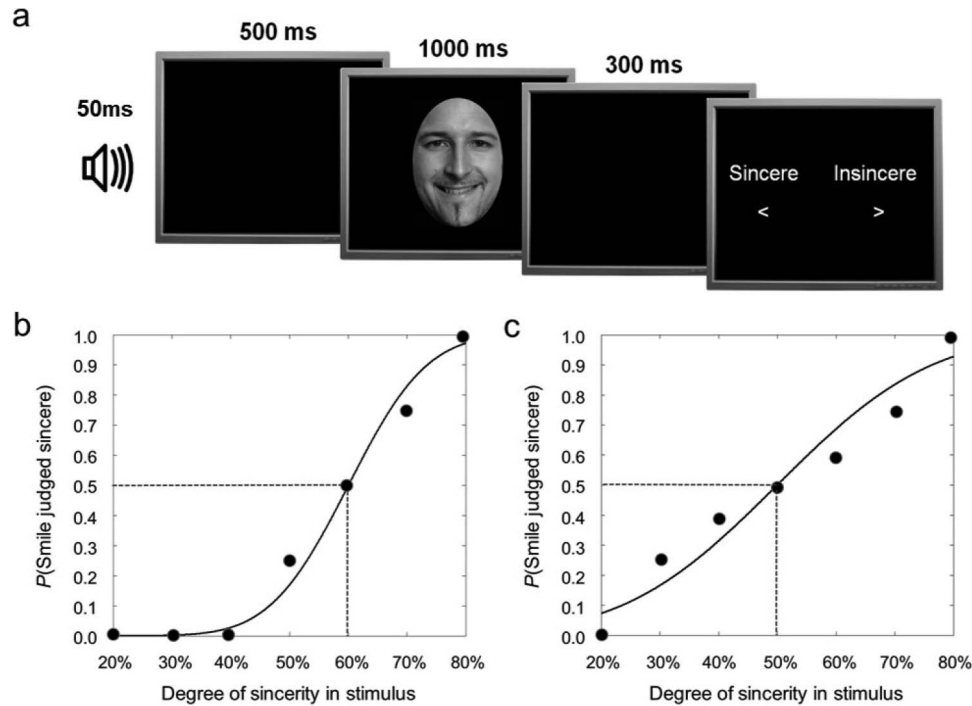 a
500 ms
1000 ms
300 ms
50ms
Sincere Insincere
< >
b
P(Smile judged sincere)
1.0
0.9
0.8
0.7
0.6
0.5
0.4
0.3
0.2
0.1
0.0
20% 30% 40% 50% 60% 70% 80%
Degree of sincerity in stimulus
c
P(Smile judged sincere)
1.0
0.9
0.8
0.7
0.6
0.5
0.4
0.3
0.2
0.1
0.0
20% 30% 40% 50% 60% 70% 80%
Degree of sincerity in stimulus